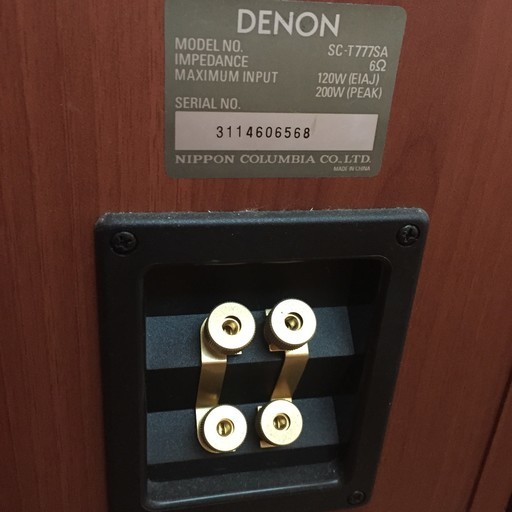 DENON
MODEL NO. SC-T777SA
IMPEDANCE 6Ω
MAXIMUM INPUT 120W (EIAJ)
200W (PEAK)
SERIAL NO.
3114606568
NIPPON COLUMBIA CO.,LTD.
MADE IN CHINA